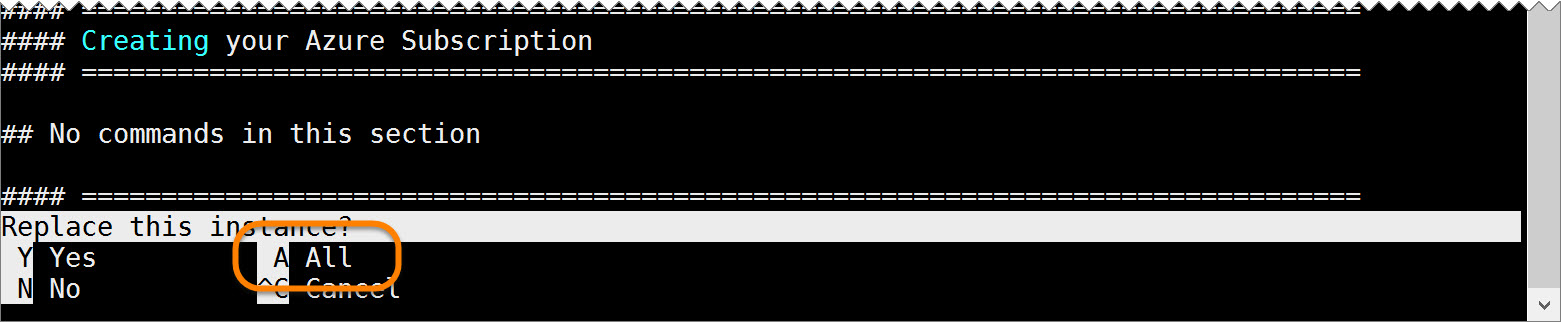 #### ================================================================================
#### Creating your Azure Subscription
#### ================================================================================
## No commands in this section
#### ================================================================================
Replace this instance?
Y Yes A All
N No ^C Cancel